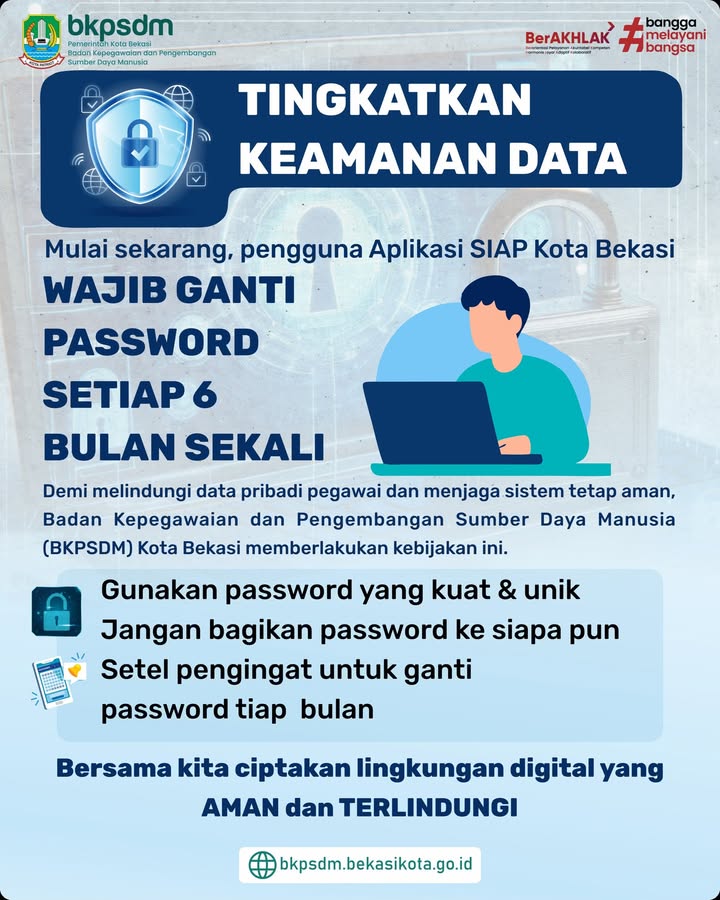 bkpsdm
Pemerintah Kota Bekasi
Badan Kepegawaian dan Pengembangan
Sumber Daya Manusia
BerAKHLAK
#bangga
melayani
bangsa
TINGKATKAN
KEAMANAN DATA
Mulai sekarang, pengguna Aplikasi SIAP Kota Bekasi
WAJIB GANTI
PASSWORD
SETIAP 6
BULAN SEKALI
Demi melindungi data pribadi pegawai dan menjaga sistem tetap aman,
Badan Kepegawaian dan Pengembangan Sumber Daya Manusia
(BKPSDM) Kota Bekasi memberlakukan kebijakan ini.
Gunakan password yang kuat & unik
Jangan bagikan password ke siapa pun
Setel pengingat untuk ganti
password tiap bulan
Bersama kita ciptakan lingkungan digital yang
AMAN dan TERLINDUNGI
bkpsdm.bekasikota.go.id